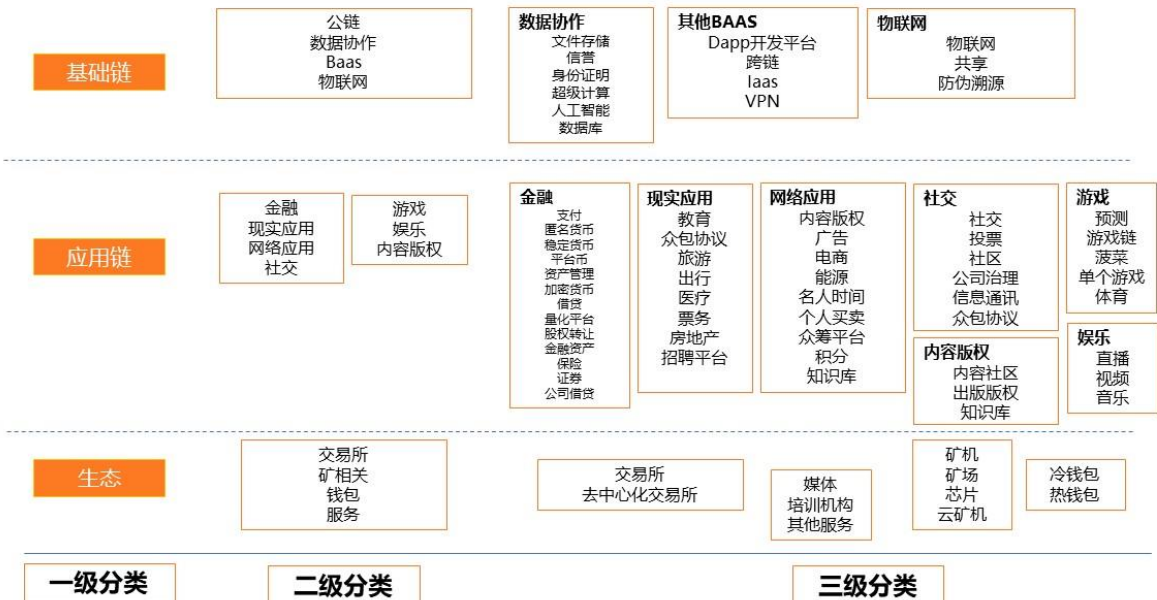 基础链
公链
数据协作
Baas
物联网
数据协作
文件存储
信誉
身份证明
超级计算
人工智能
数据库
其他BAAS
Dapp开发平台
跨链
Iaas
VPN
物联网
物联网
共享
防伪溯源
应用链
金融
现实应用
网络应用
社交
游戏
娱乐
内容版权
金融
支付
匿名货币
稳定货币
平台币
资产管理
加密货币
借贷
量化平台
股权转让
金融资产
保险
证券
公司借贷
现实应用
教育
众包协议
旅游
出行
医疗
票务
房地产
招聘平台
网络应用
内容版权
广告
电商
能源
名人时间
个人买卖
众筹平台
积分
知识库
社交
社交
投票
社区
公司治理
信息通讯
众包协议
内容版权
内容社区
出版版权
知识库
游戏
预测
游戏链
菠菜
单个游戏
体育
娱乐
直播
视频
音乐
生态
交易所
矿相关
钱包
服务
交易所
去中心化交易所
媒体
培训机构
其他服务
矿机
矿场
芯片
云矿机
冷钱包
热钱包
一级分类
二级分类
三级分类